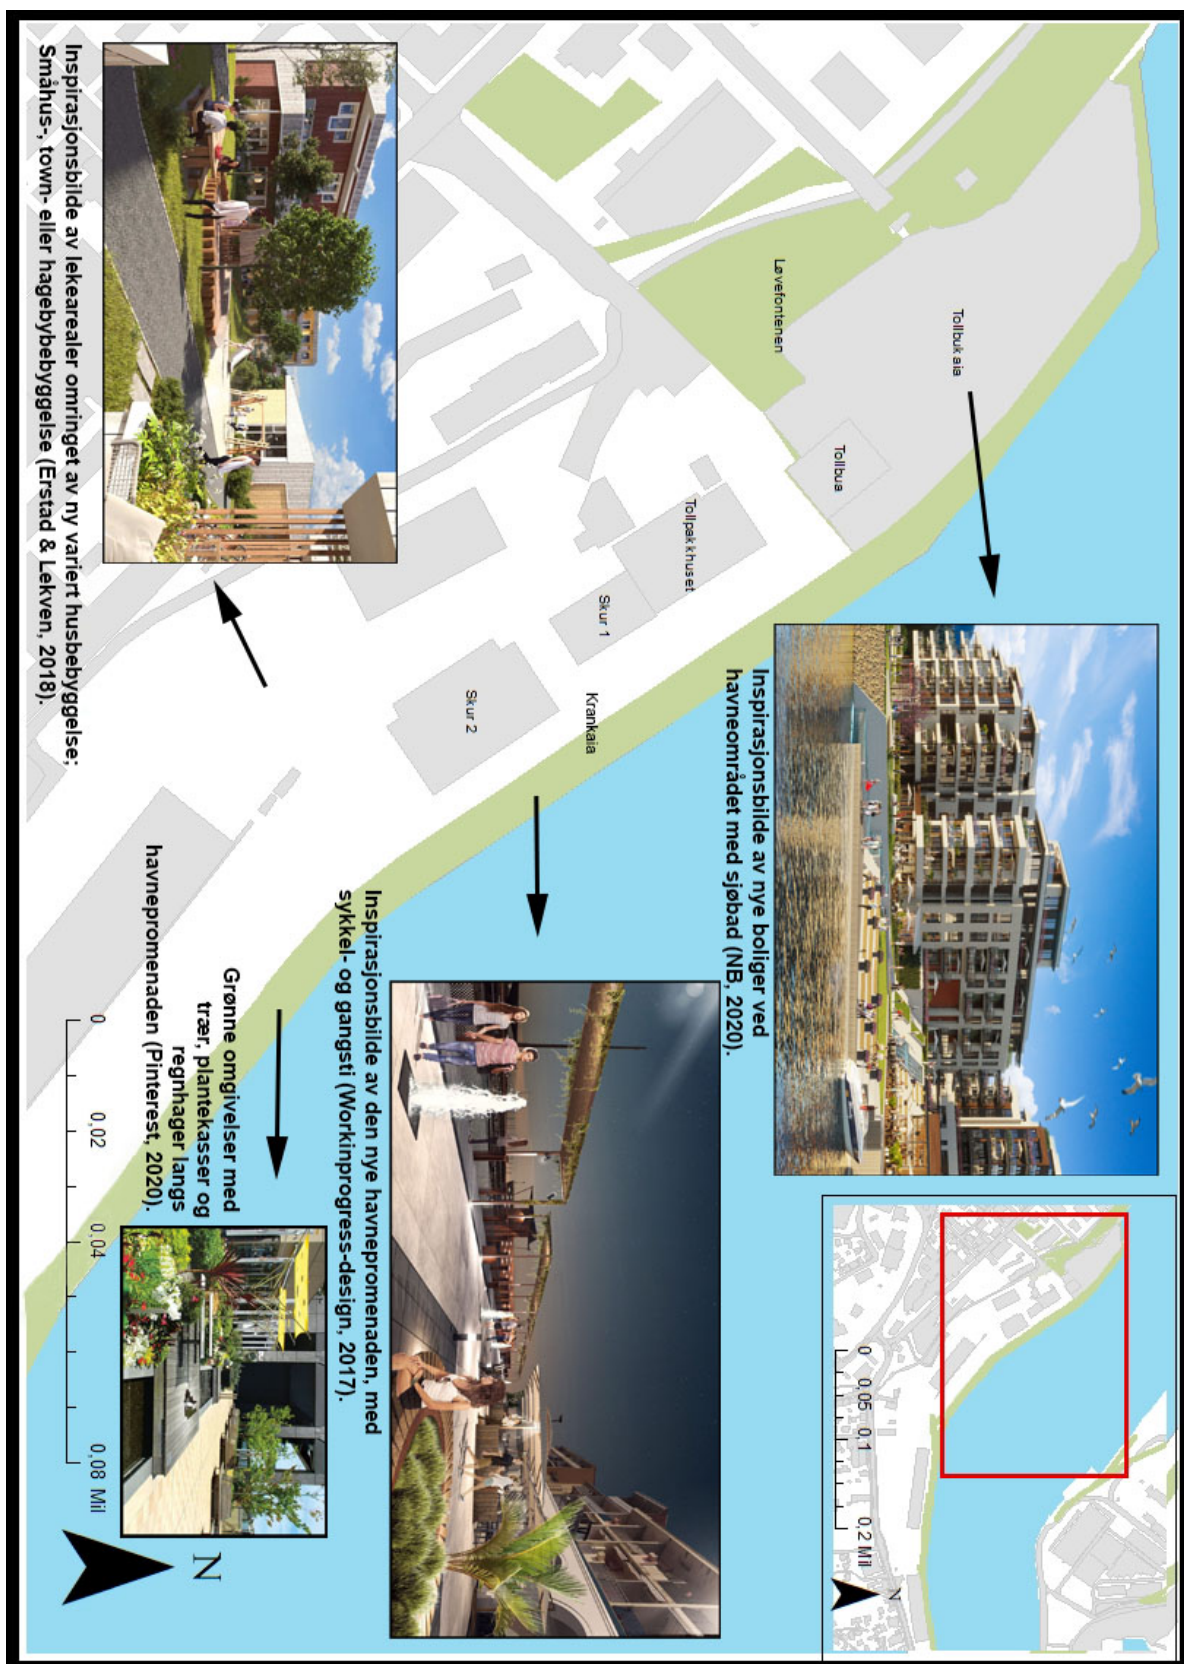 Løvefontenen
Tollbukaia
Tollbua
Tollpakkhuset
Skur 1
Skur 2
Krankaia
Inspirasjonsbilde av nye boliger ved
havneområdet med sjøbad (NB, 2020).
0 0,05 0,1 0,2 Mil
N
Inspirasjonsbilde av den nye havnepromenaden, med
sykkel- og gangsti (Workinprogress-design, 2017).
Grønne omgivelser med
trær, plantekasser og
regnhager langs
havnepromenaden (Pinterest, 2020).
Inspirasjonsbilde av lekearealer omringet av ny variert husbebyggelse;
Småhus-, town- eller hagebybebyggelse (Erstad & Lekven, 2018).
0 0,02 0,04 0,08 Mil
N